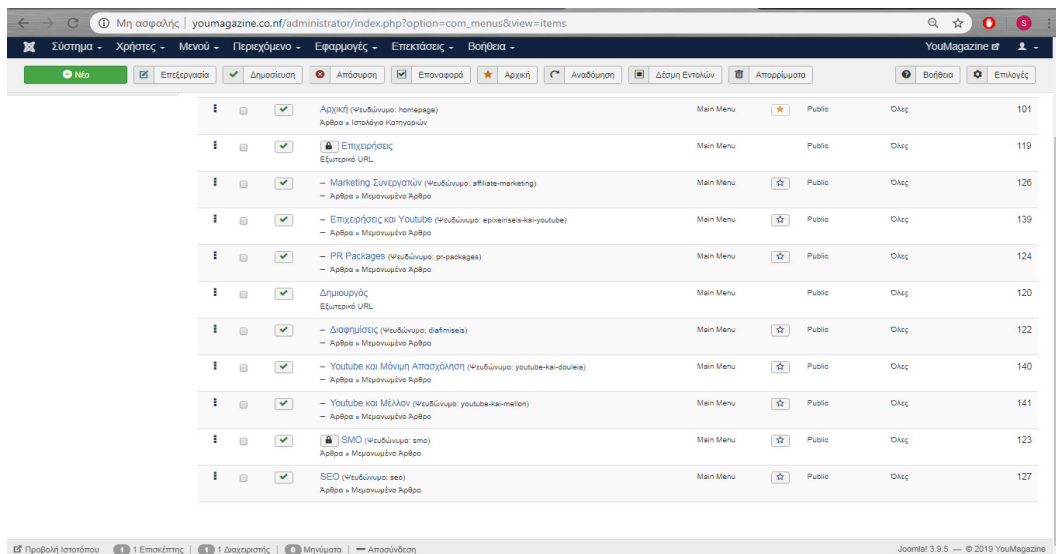 Μη ασφαλής | youmagazine.co.nf/administrator/index.php?option=com_menus&view=items S
Σύστημα Χρήστες Μενού Περιεχόμενο Εφαρμογές Επεκτάσεις Βοήθεια YouMagazine
Νέο Επεξεργασία Δημοσίευση Απόσυρση Επαναφορά Αρχική Αναδόμηση Δέσμη Εντολών Απορρίμματα Βοήθεια Επιλογές
Αρχική (Ψευδώνυμο: homepage) Main Menu Public Όλες 101
Άρθρα » Ιστολόγιο Κατηγοριών
Επιχειρήσεις Main Menu Public Όλες 119
Εξωτερικό URL
– Marketing Συνεργατών (Ψευδώνυμο: affiliate-marketing) Main Menu Public Όλες 126
– Άρθρα » Μεμονωμένο Άρθρο
– Επιχειρήσεις και Youtube (Ψευδώνυμο: epixeiriseis-kai-youtube) Main Menu Public Όλες 139
– Άρθρα » Μεμονωμένο Άρθρο
– PR Packages (Ψευδώνυμο: pr-packages) Main Menu Public Όλες 124
– Άρθρα » Μεμονωμένο Άρθρο
Δημιουργός Main Menu Public Όλες 120
Εξωτερικό URL
– Διαφημίσεις (Ψευδώνυμο: diafimiseis) Main Menu Public Όλες 122
– Άρθρα » Μεμονωμένο Άρθρο
– Youtube και Μόνιμη Απασχόληση (Ψευδώνυμο: youtube-kai-douleia) Main Menu Public Όλες 140
– Άρθρα » Μεμονωμένο Άρθρο
– Youtube και Μέλλον (Ψευδώνυμο: youtube-kai-mellon) Main Menu Public Όλες 141
– Άρθρα » Μεμονωμένο Άρθρο
SMO (Ψευδώνυμο: smo) Main Menu Public Όλες 123
Άρθρα » Μεμονωμένο Άρθρο
SEO (Ψευδώνυμο: seo) Main Menu Public Όλες 127
Άρθρα » Μεμονωμένο Άρθρο
Προβολή Ιστοτόπου | 1 1 Επισκέπτης | 1 1 Διαχειριστής | 0 Μηνύματα | Αποσύνδεση Joomla! 3.9.5 — © 2019 YouMagazine